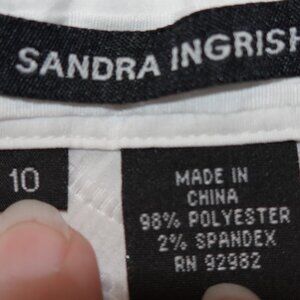 SANDRA INGRISH
10
MADE IN
CHINA
98% POLYESTER
2% SPANDEX
RN 92982